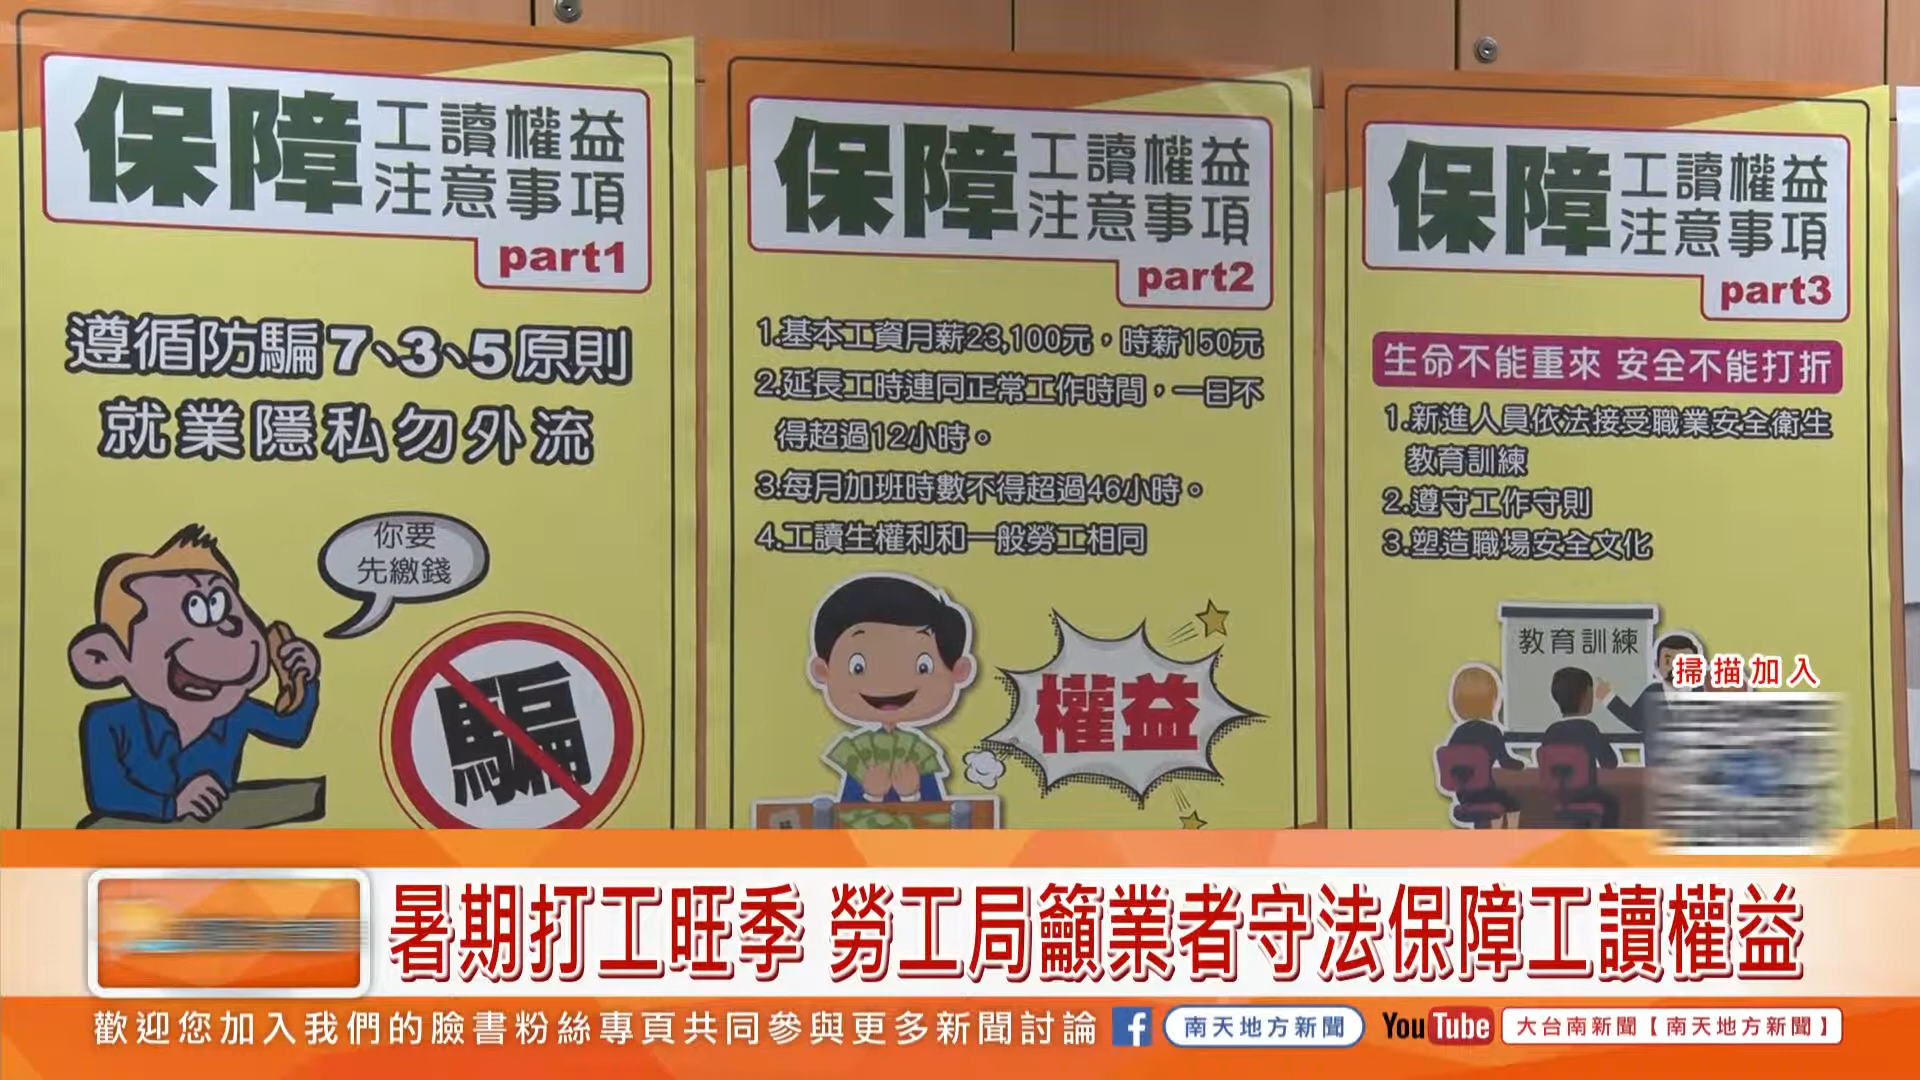 保障
工讀權益
注意事項
part1
遵循防騙7、3、5原則
就業隱私勿外流
你要
先繳錢
騙
保障
工讀權益
注意事項
part2
1.基本工資月薪23,100元，時薪150元
2.延長工時連同正常工作時間，一日不
得超過12小時。
3.每月加班時數不得超過46小時。
4.工讀生權利和一般勞工相同
權益
保障
工讀權益
注意事項
part3
生命不能重來 安全不能打折
1.新進人員依法接受職業安全衛生
教育訓練
2.遵守工作守則
3.塑造職場安全文化
教育訓練
掃描加入
暑期打工旺季 勞工局籲業者守法保障工讀權益
歡迎您加入我們的臉書粉絲專頁共同參與更多新聞討論 f 南天地方新聞 YouTube 大台南新聞【南天地方新聞】